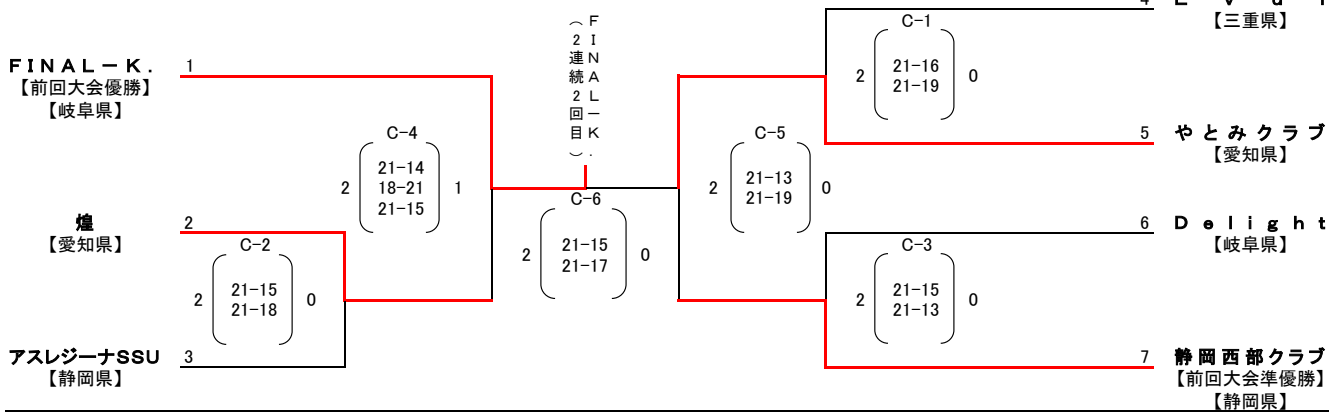 FINAL－K．
【前回大会優勝】
【岐阜県】
1
煌
【愛知県】
2
アスレジーナSSU
【静岡県】
3
C-2
2
21-15
21-18
0
C-4
2
21-14
18-21
21-15
1
FINAL－K．
（2連続2回目）
C-6
2
21-15
21-17
0
C-5
2
21-13
21-19
0
C-1
2
21-16
21-19
0
C-3
2
21-15
21-13
0
4
【三重県】
5
やとみクラブ
【愛知県】
6
Delight
【岐阜県】
7
静岡西部クラブ
【前回大会準優勝】
【静岡県】